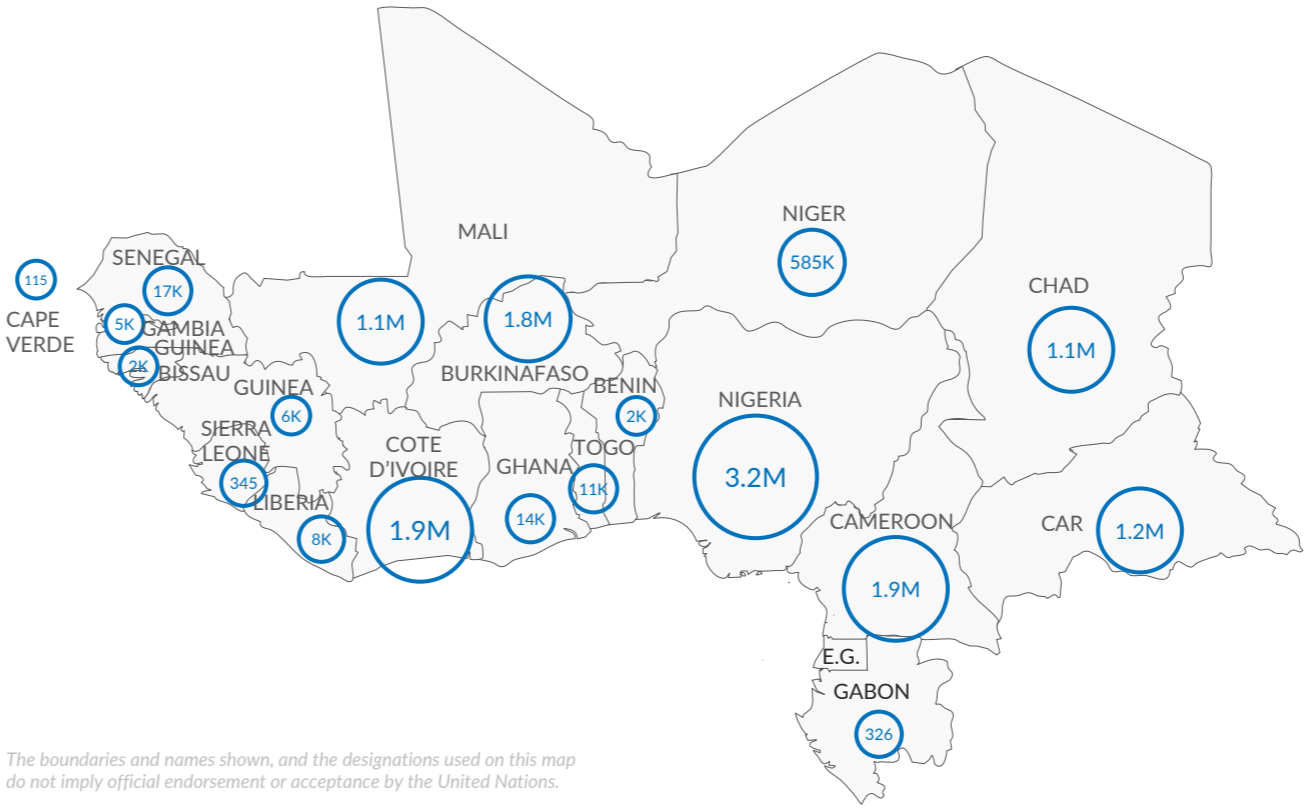 MALI
NIGER
585K
SENEGAL
17K
115
CAPE
VERDE
5K
GAMBIA
GUINEA
BISSAU
2K
1.1M
1.8M
BURKINAFASO
CHAD
1.1M
GUINEA
6K
BENIN
2K
NIGERIA
3.2M
SIERRA
LEONE
345
LIBERIA
8K
COTE
D'IVOIRE
1.9M
GHANA
14K
TOGO
11K
CAMEROON
1.9M
CAR
1.2M
E.G.
GABON
326
The boundaries and names shown, and the designations used on this map
do not imply official endorsement or acceptance by the United Nations.